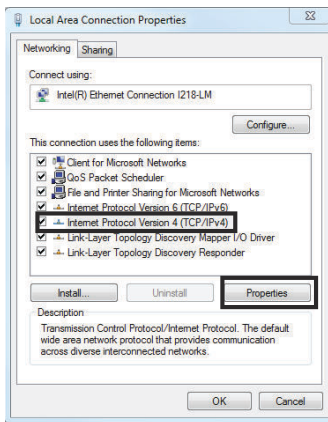 Local Area Connection Properties
Networking Sharing
Connect using:
Intel(R) Ethernet Connection I218-LM
Configure...
This connection uses the following items:
Client for Microsoft Networks
QoS Packet Scheduler
File and Printer Sharing for Microsoft Networks
Internet Protocol Version 6 (TCP/IPv6)
Internet Protocol Version 4 (TCP/IPv4)
Link-Layer Topology Discovery Mapper I/O Driver
Link-Layer Topology Discovery Responder
Install... Uninstall Properties
Description
Transmission Control Protocol/Internet Protocol. The default
wide area network protocol that provides communication
across diverse interconnected networks.
OK Cancel